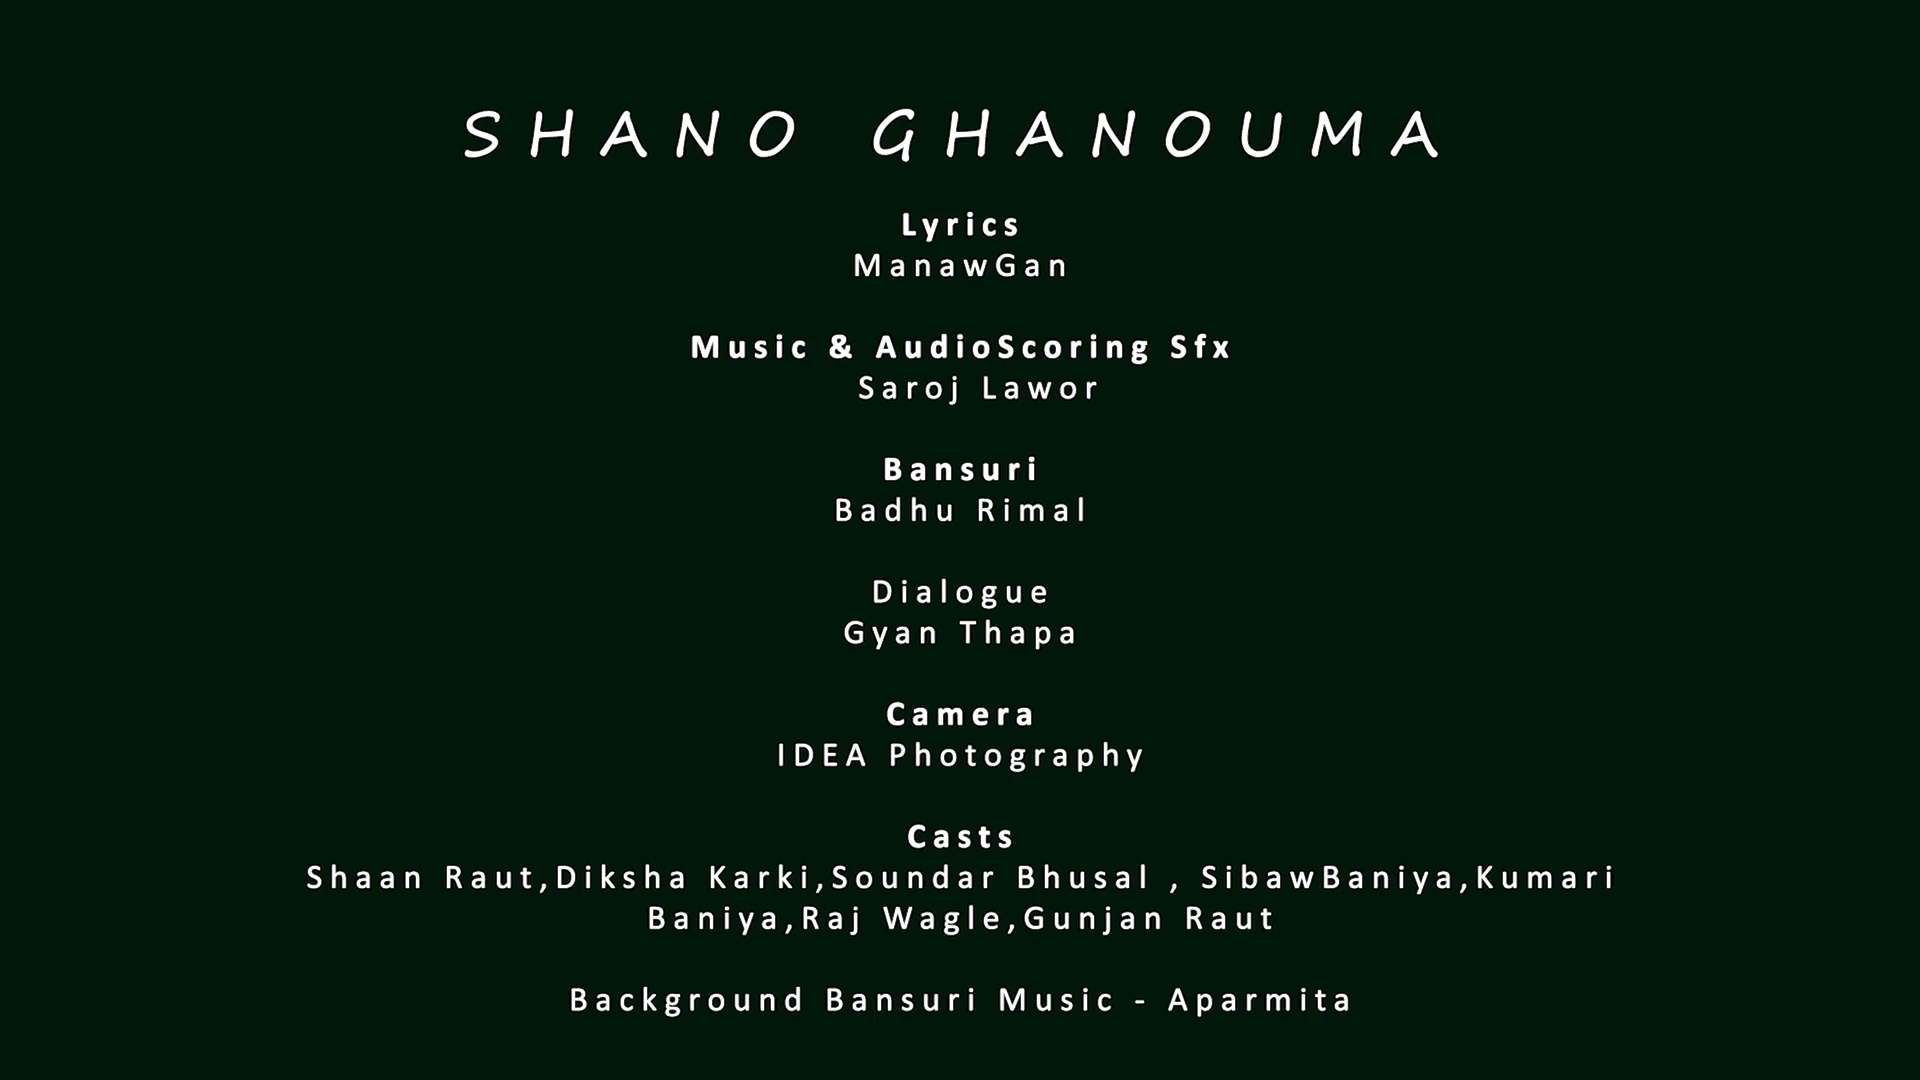 SHANO GHANOUMA
Lyrics
ManawGan
Music & AudioScoring Sfx
Saroj Lawor
Bansuri
Badhu Rimal
Dialogue
Gyan Thapa
Camera
IDEA Photography
Casts
Shaan Raut,Diksha Karki,Soundar Bhusal , SibawBaniya,Kumari
Baniya,Raj Wagle,Gunjan Raut
Background Bansuri Music - Aparmita